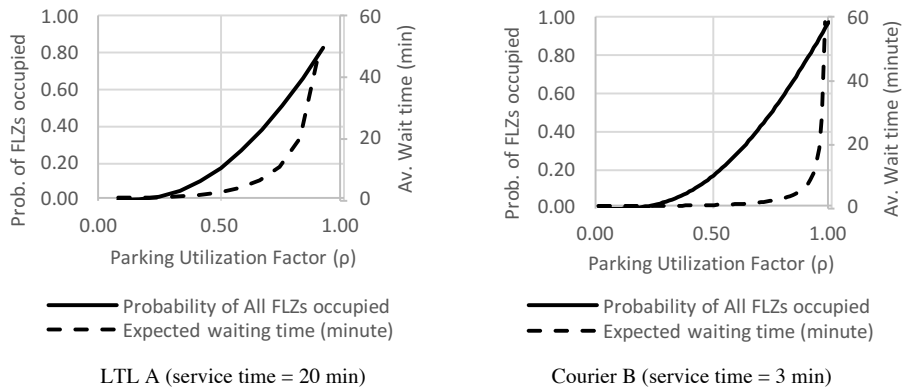 Prob. of FLZs occupied
1.00
0.80
0.60
0.40
0.20
0.00
60
40
20
0
Av. Wait time (min)
0.00
0.50
1.00
Parking Utilization Factor (ρ)
Probability of All FLZs occupied
Expected waiting time (minute)
LTL A (service time = 20 min)
Prob. of FLZs occupied
1.00
0.80
0.60
0.40
0.20
0.00
60
40
20
0
Av. Wait time (minute)
0.00
0.50
1.00
Parking Utilization Factor (ρ)
Probability of All FLZs occupied
Expected waiting time (minute)
Courier B (service time = 3 min)